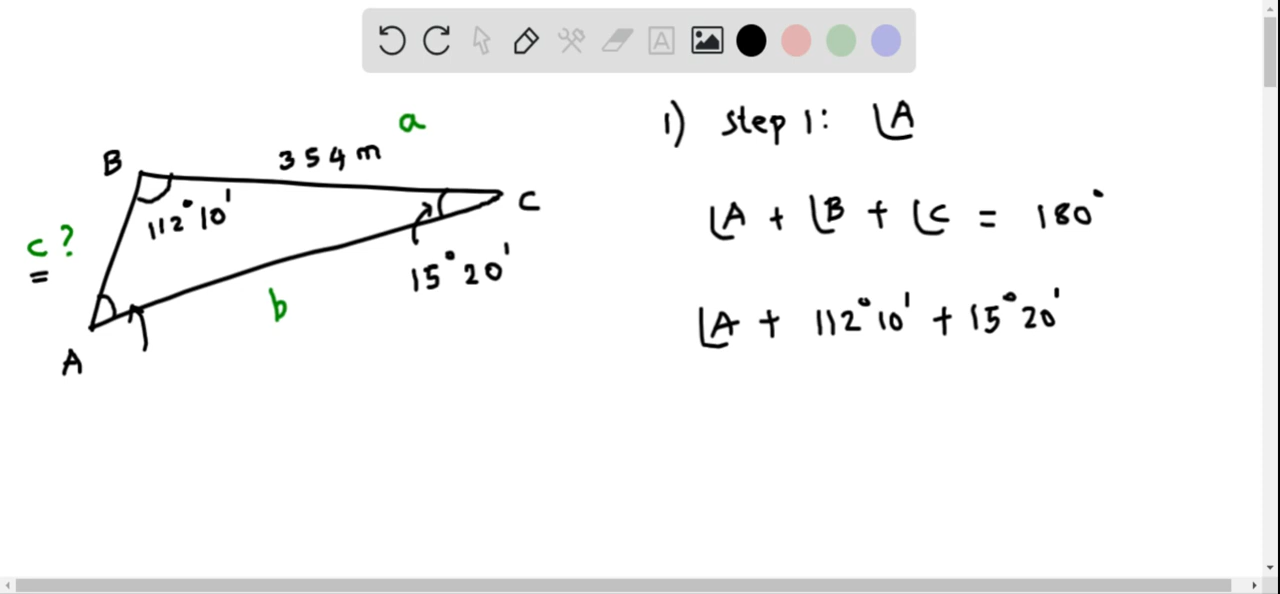 a
1) step 1: ∠A
B
354 m
C
112°10'
∠A + ∠B + ∠C = 180°
c ?
=
15°20'
b
∠A + 112°10' + 15°20'
A